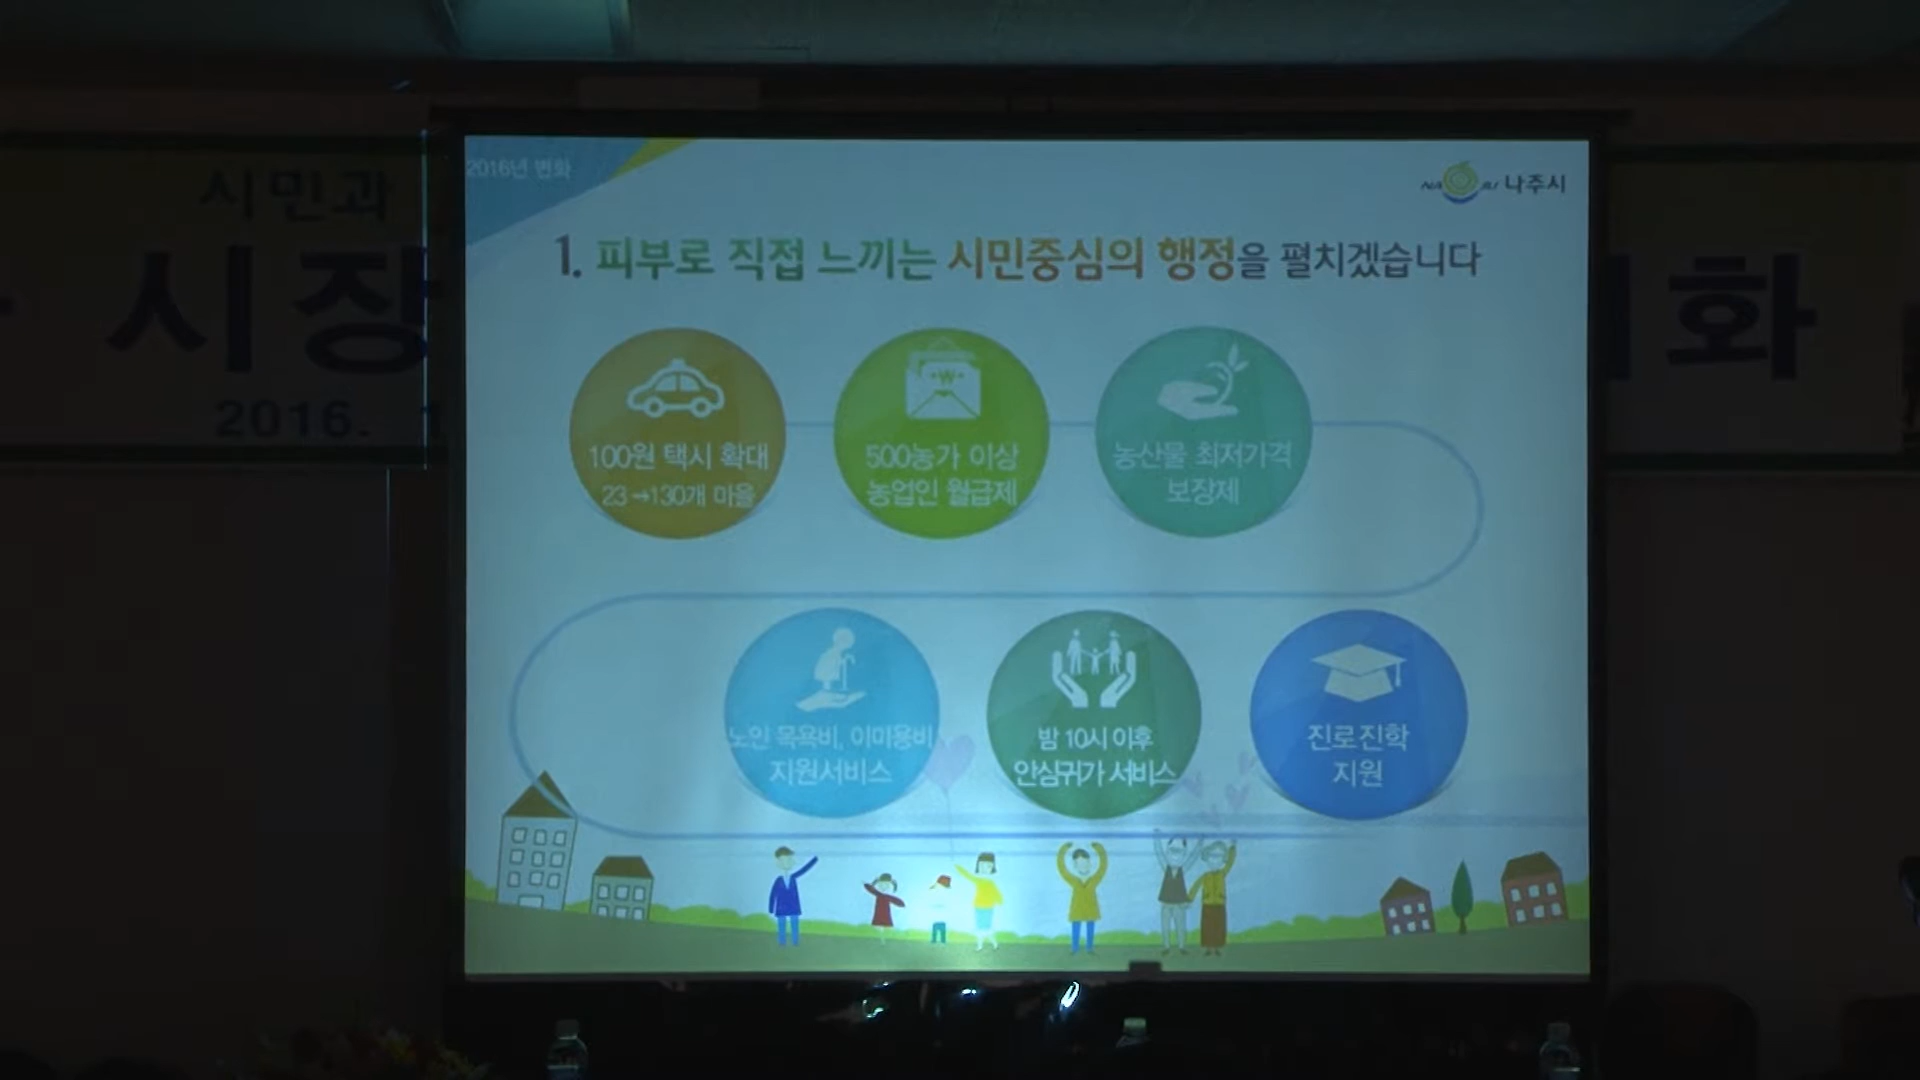 2016년 변화
NA JU 나주시
1. 피부로 직접 느끼는 시민중심의 행정을 펼치겠습니다
100원 택시 확대
23→130개 마을
500농가 이상
농업인 월급제
농산물 최저가격
보장제
노인 목욕비, 이미용비
지원서비스
밤 10시 이후
안심귀가 서비스
진로진학
지원
시민과
시장
화
2016. 1